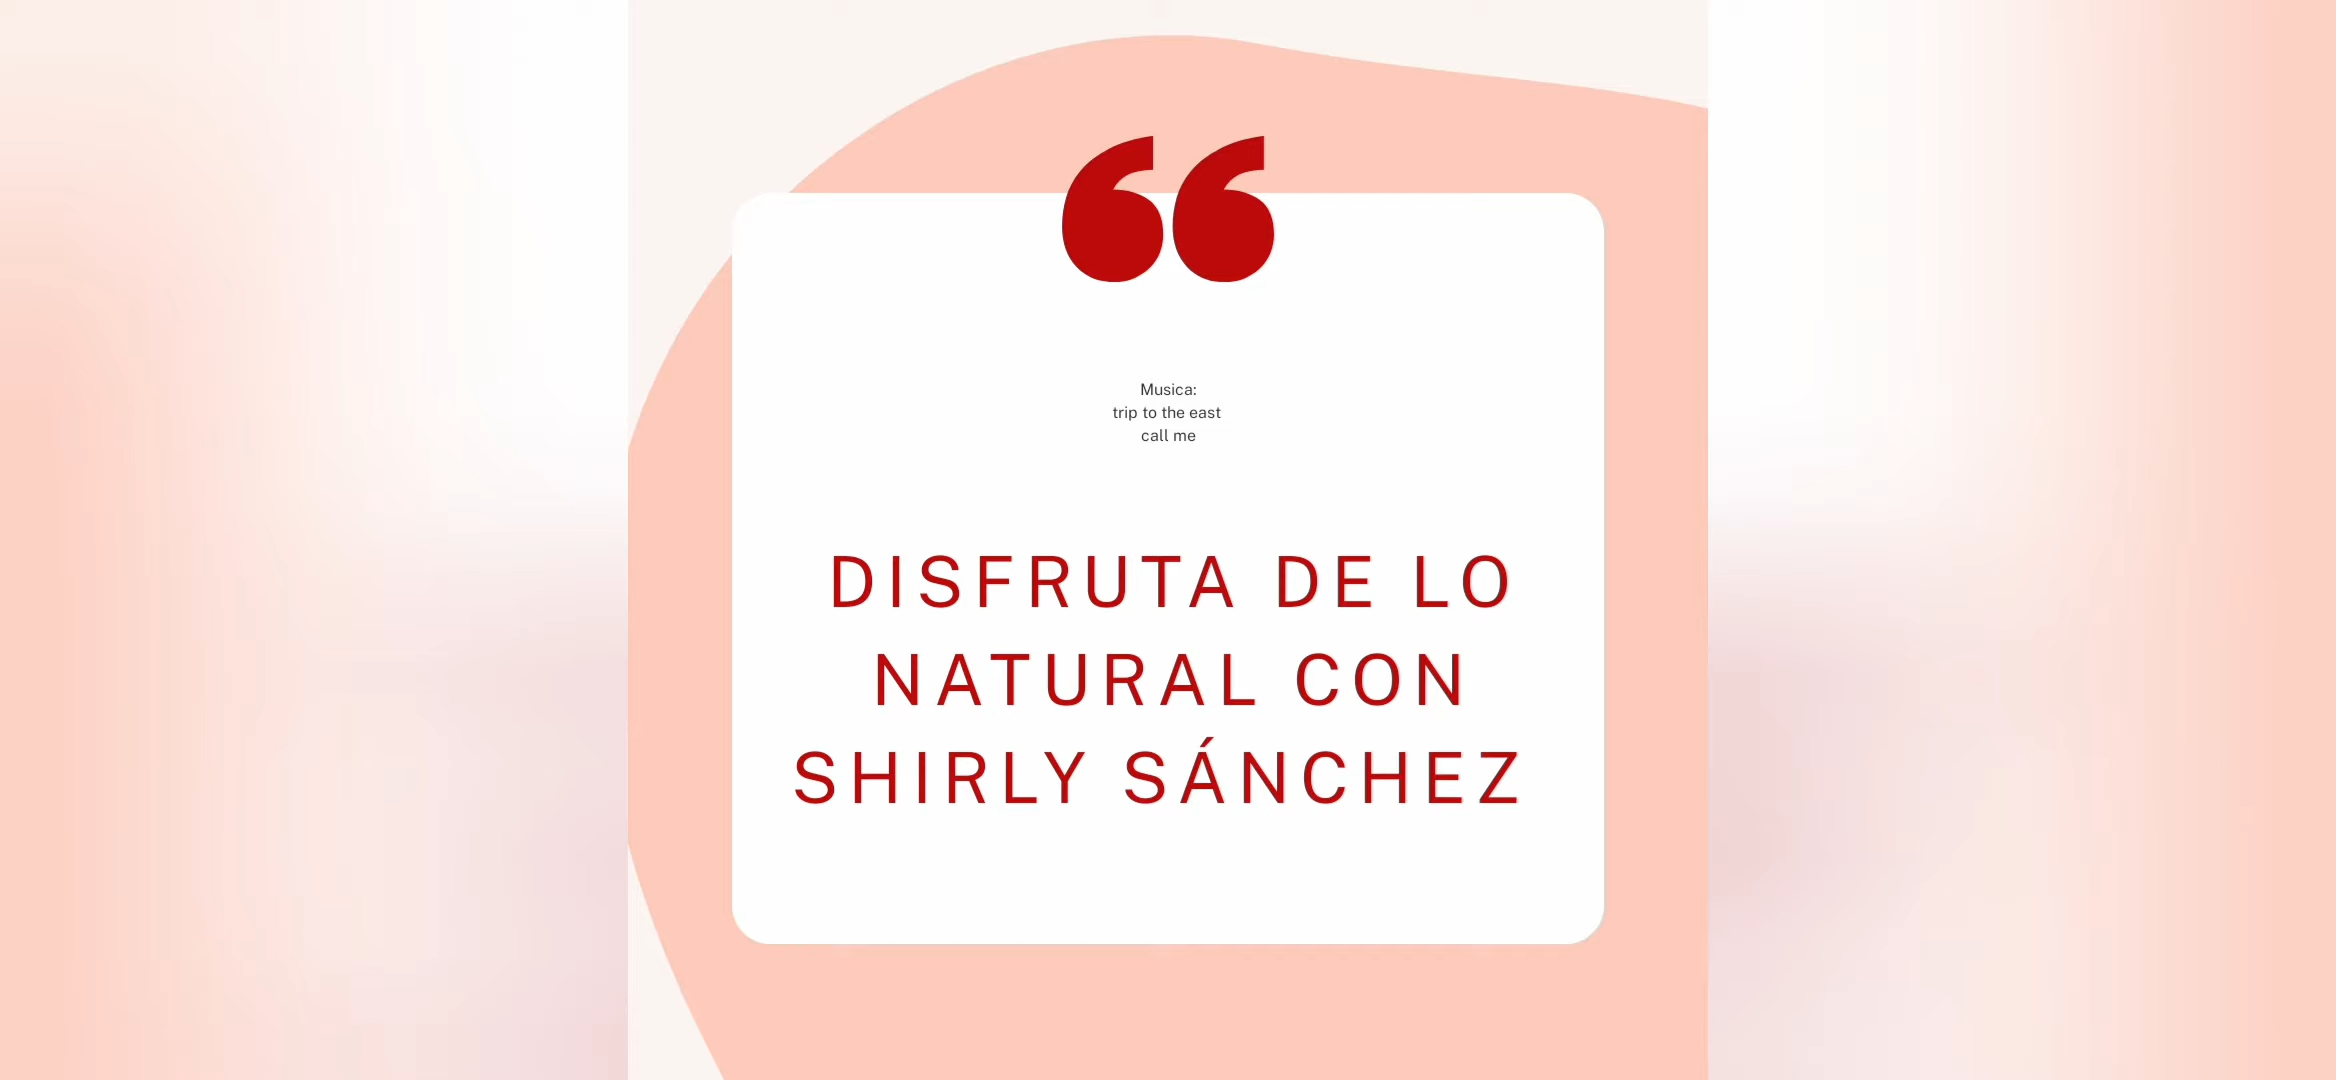 Musica:
trip to the east
call me
DISFRUTA DE LO
NATURAL CON
SHIRLY SÁNCHEZ